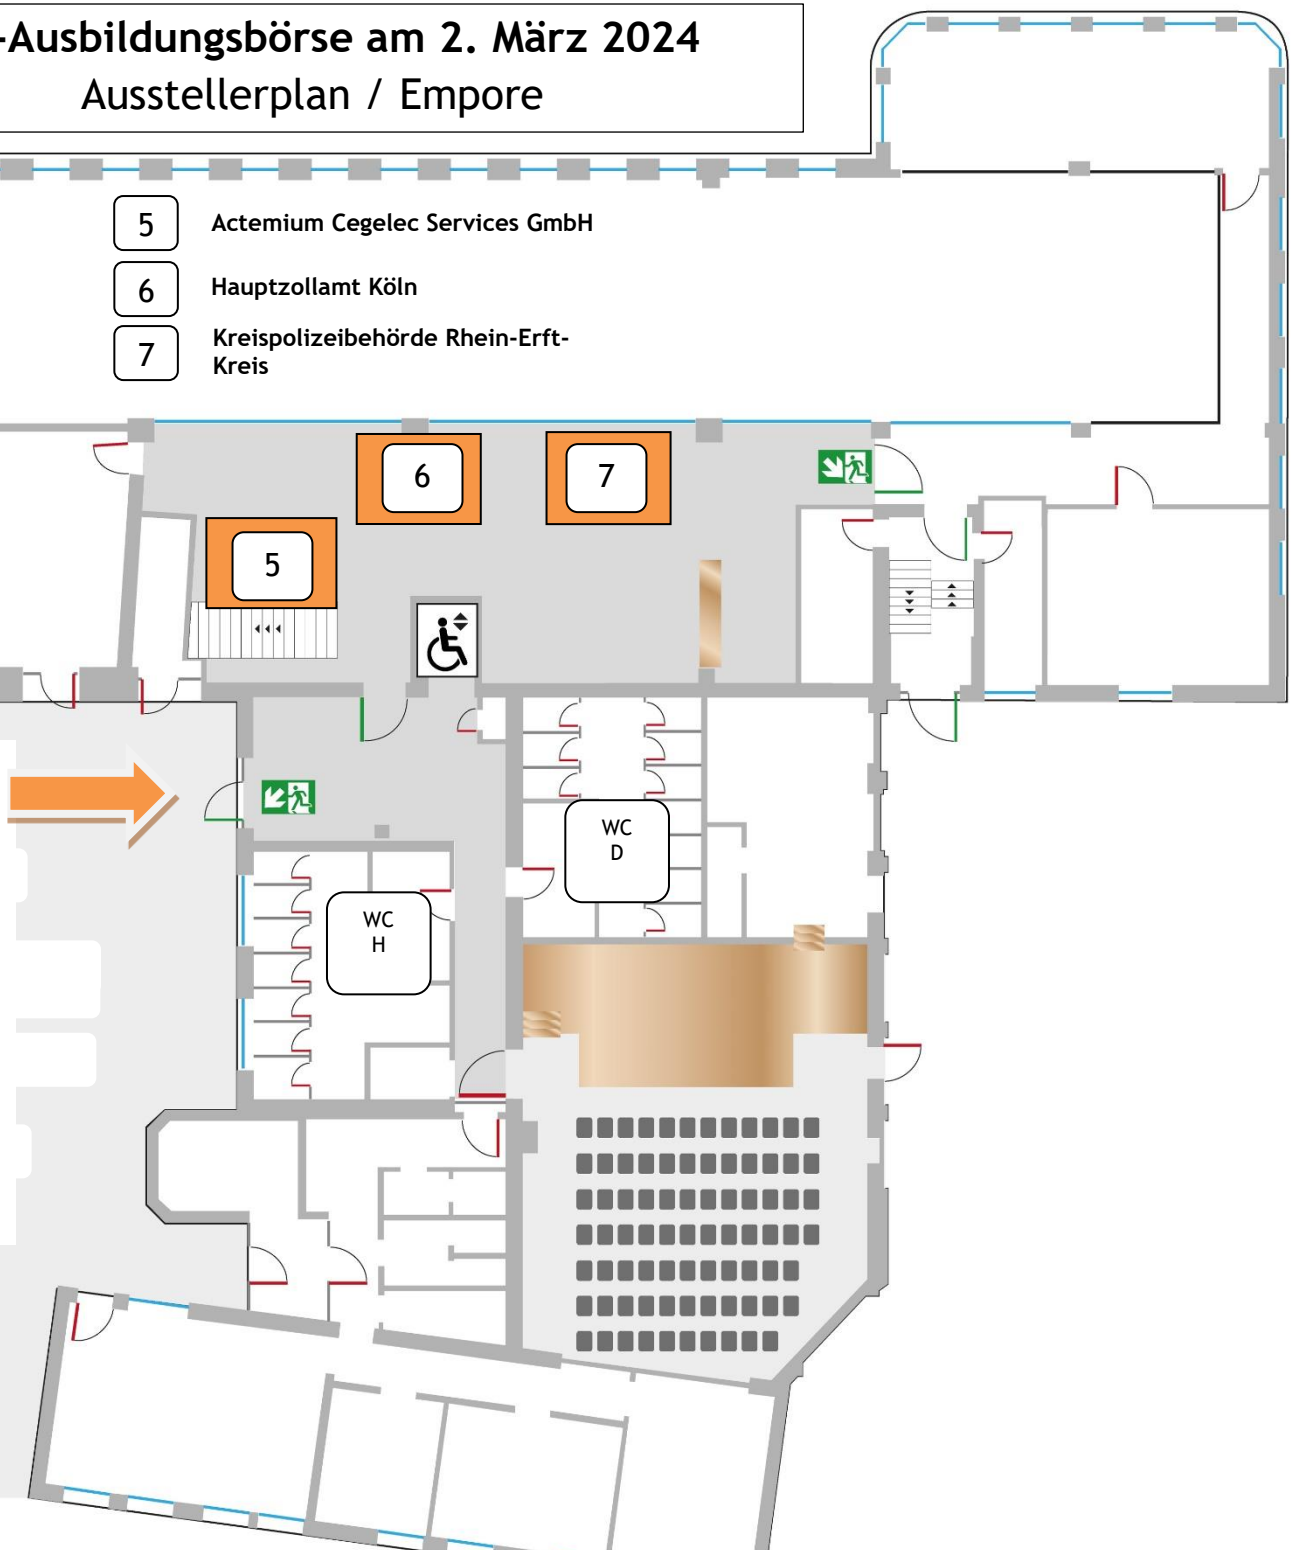 -Ausbildungsbörse am 2. März 2024
Ausstellerplan / Empore
5 Actemium Cegelec Services GmbH
6 Hauptzollamt Köln
7 Kreispolizeibehörde Rhein-Erft-
Kreis
6
7
5
WC
D
WC
H